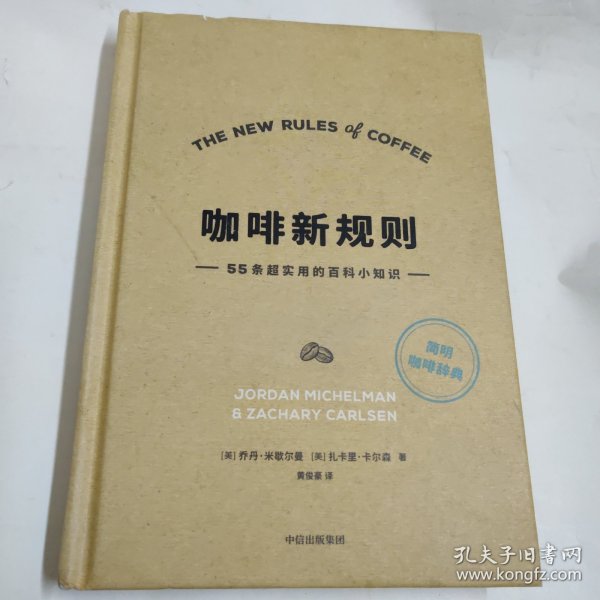 THE NEW RULES of COFFEE
咖啡新规则
55条超实用的百科小知识
简明
咖啡辞典
JORDAN MICHELMAN
& ZACHARY CARLSEN
[美] 乔丹·米歇尔曼 [美] 扎卡里·卡尔森 著
黄俊豪 译
中信出版集团
孔夫子旧书网
www.kongfz.com